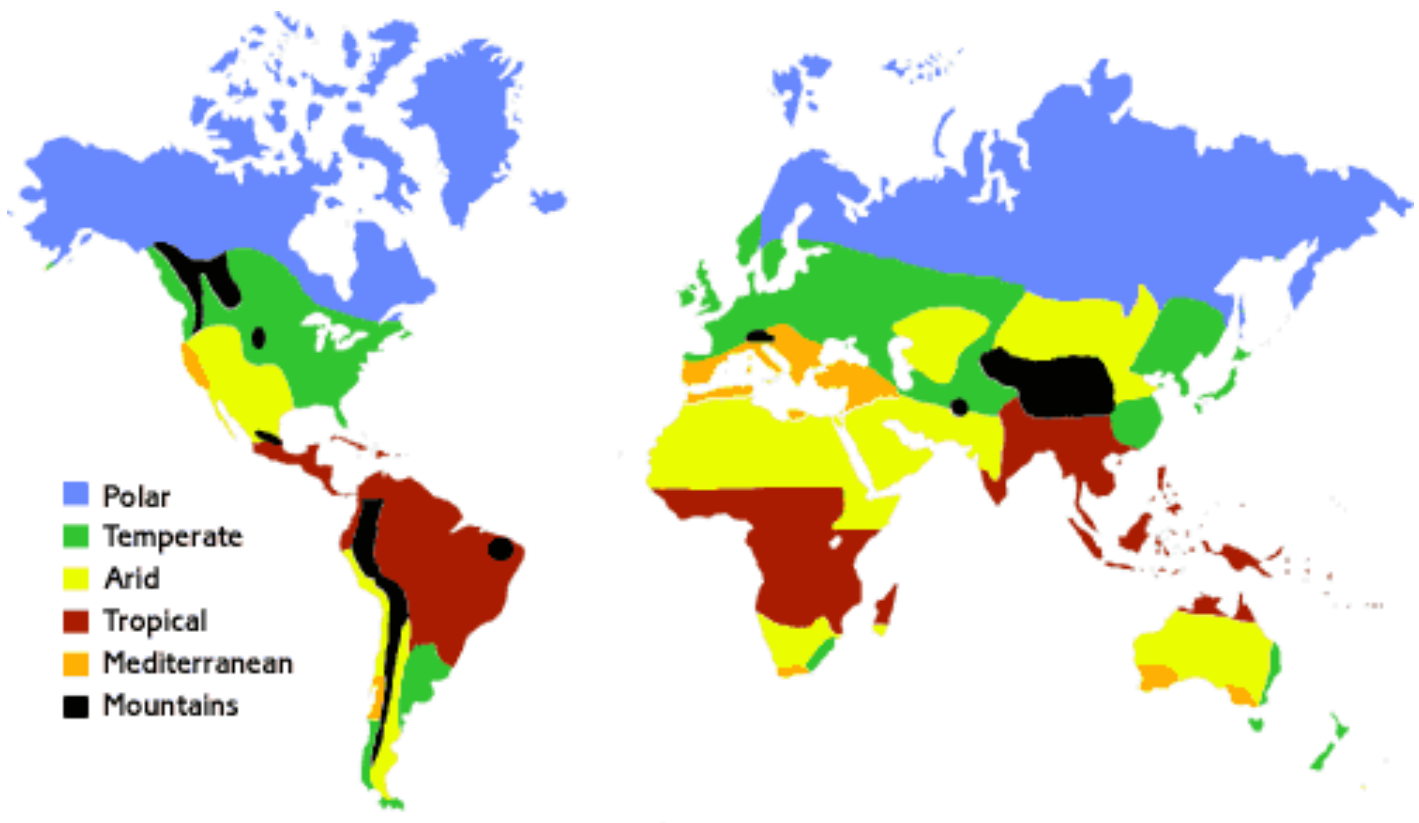 Polar
Temperate
Arid
Tropical
Mediterranean
Mountains